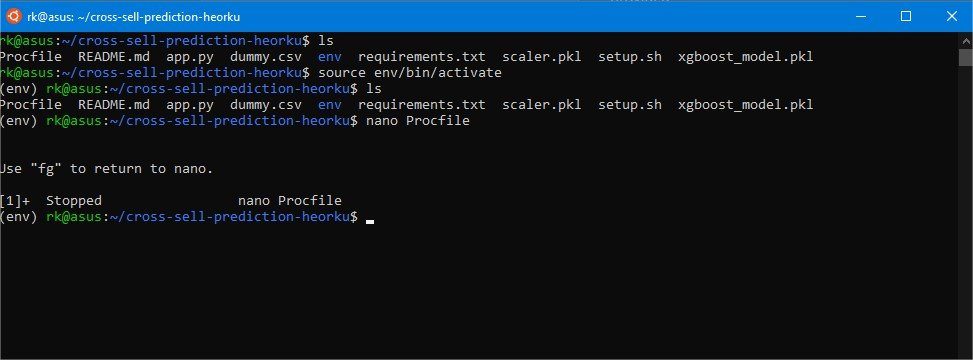 rk@asus: ~/cross-sell-prediction-heorku
rk@asus:~/cross-sell-prediction-heorku$ ls
Procfile  README.md  app.py  dummy.csv  env  requirements.txt  scaler.pkl  setup.sh  xgboost_model.pkl
rk@asus:~/cross-sell-prediction-heorku$ source env/bin/activate
(env) rk@asus:~/cross-sell-prediction-heorku$ ls
Procfile  README.md  app.py  dummy.csv  env  requirements.txt  scaler.pkl  setup.sh  xgboost_model.pkl
(env) rk@asus:~/cross-sell-prediction-heorku$ nano Procfile
Use "fg" to return to nano.
[1]+  Stopped                 nano Procfile
(env) rk@asus:~/cross-sell-prediction-heorku$